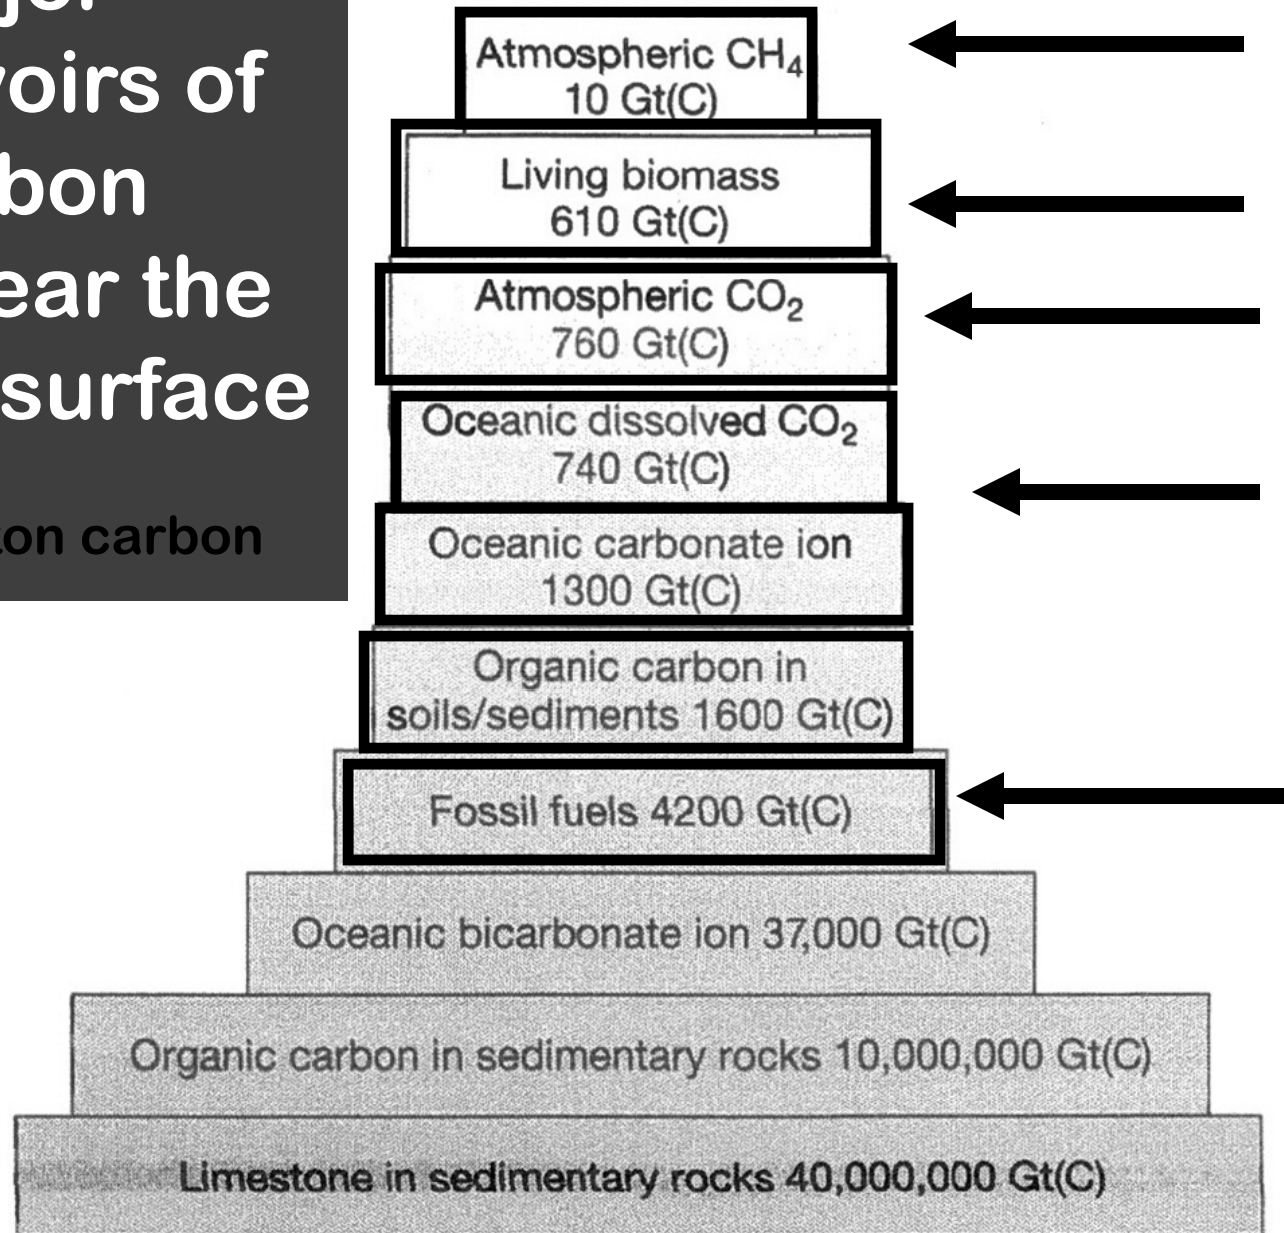 jor
voirs of
bon
ear the
surface
ton carbon
Atmospheric CH₄
10 Gt(C)
Living biomass
610 Gt(C)
Atmospheric CO₂
760 Gt(C)
Oceanic dissolved CO₂
740 Gt(C)
Oceanic carbonate ion
1300 Gt(C)
Organic carbon in
soils/sediments 1600 Gt(C)
Fossil fuels 4200 Gt(C)
Oceanic bicarbonate ion 37,000 Gt(C)
Organic carbon in sedimentary rocks 10,000,000 Gt(C)
Limestone in sedimentary rocks 40,000,000 Gt(C)